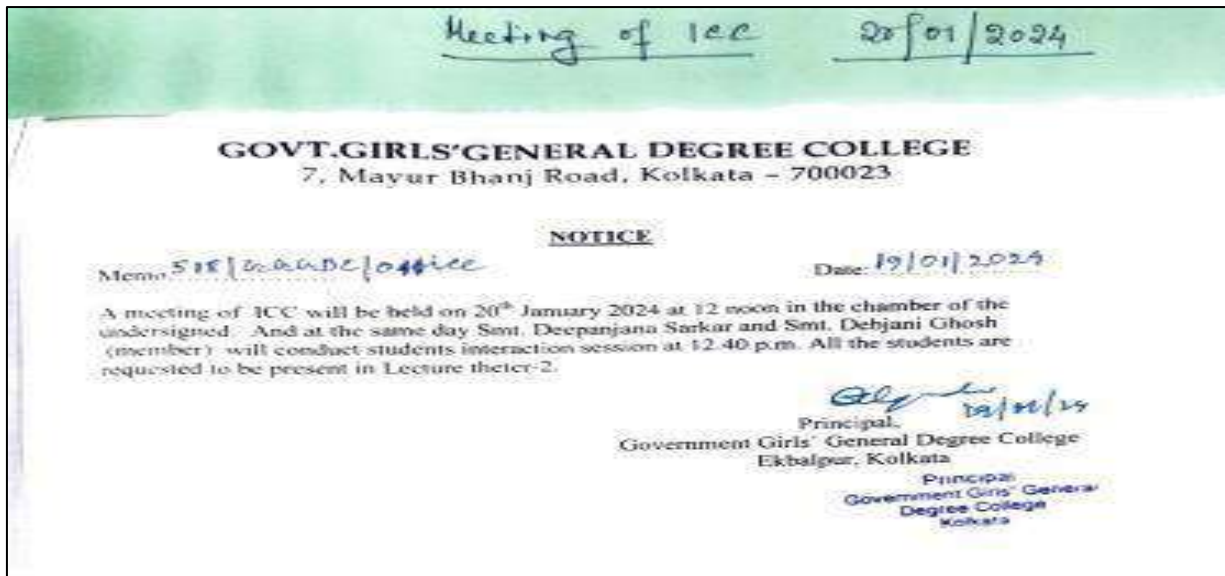 Meeting of ICC 20/01/2024
GOVT.GIRLS'GENERAL DEGREE COLLEGE
7, Mayur Bhanj Road, Kolkata – 700023
NOTICE
Memo 518/GGGDC/office Date: 19/01/2024
A meeting of ICC will be held on 20th January 2024 at 12 noon in the chamber of the
undersigned. And at the same day Smt. Deepanjana Sarkar and Smt. Debjani Ghosh
(member) will conduct students interaction session at 12.40 p.m. All the students are
requested to be present in Lecture theter-2.
Principal,
Government Girls' General Degree College
Ekbalpur, Kolkata
Principal
Government Girls' General
Degree College
Kolkata